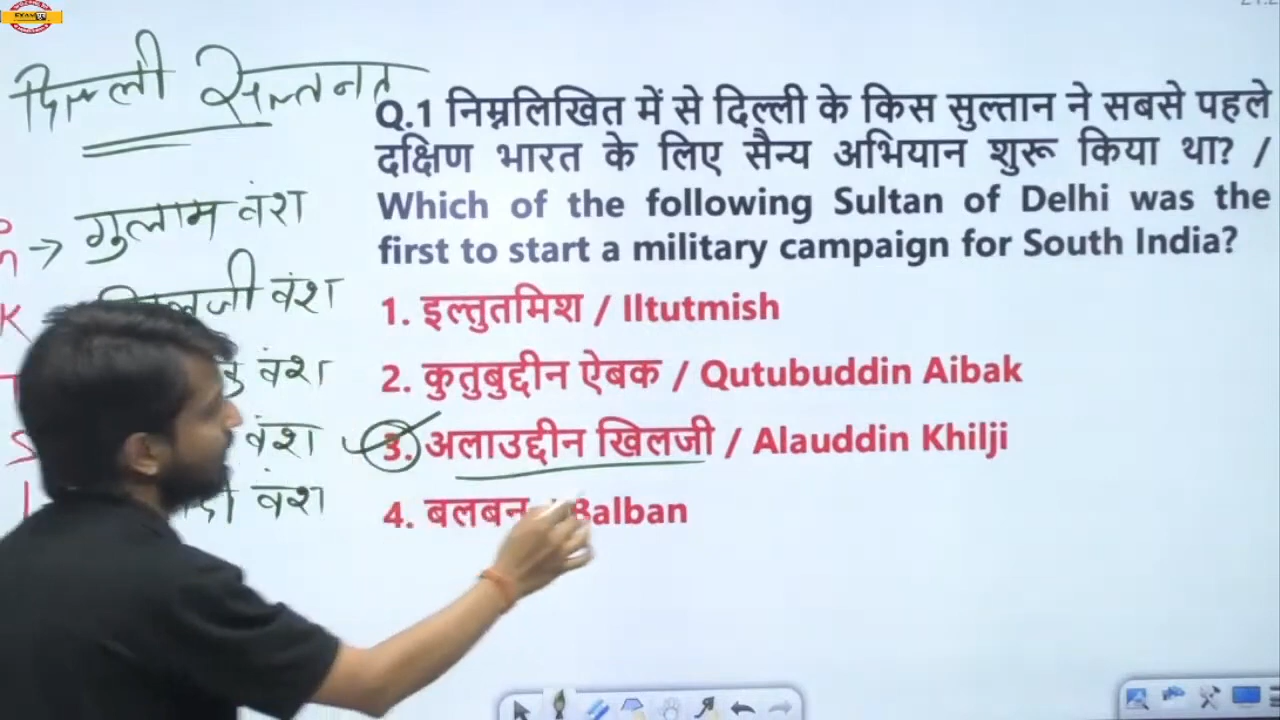 दिल्ली सल्तनत
Q.1 निम्नलिखित में से दिल्ली के किस सुल्तान ने सबसे पहले
दक्षिण भारत के लिए सैन्य अभियान शुरू किया था? /
Which of the following Sultan of Delhi was the
first to start a military campaign for South India?
1. इल्तुतमिश / Iltutmish
2. कुतुबुद्दीन ऐबक / Qutubuddin Aibak
3. अलाउद्दीन खिलजी / Alauddin Khilji
4. बलबन Balban
→ गुलाम वंश
वंश
वंश
वंश
वंश
K
S